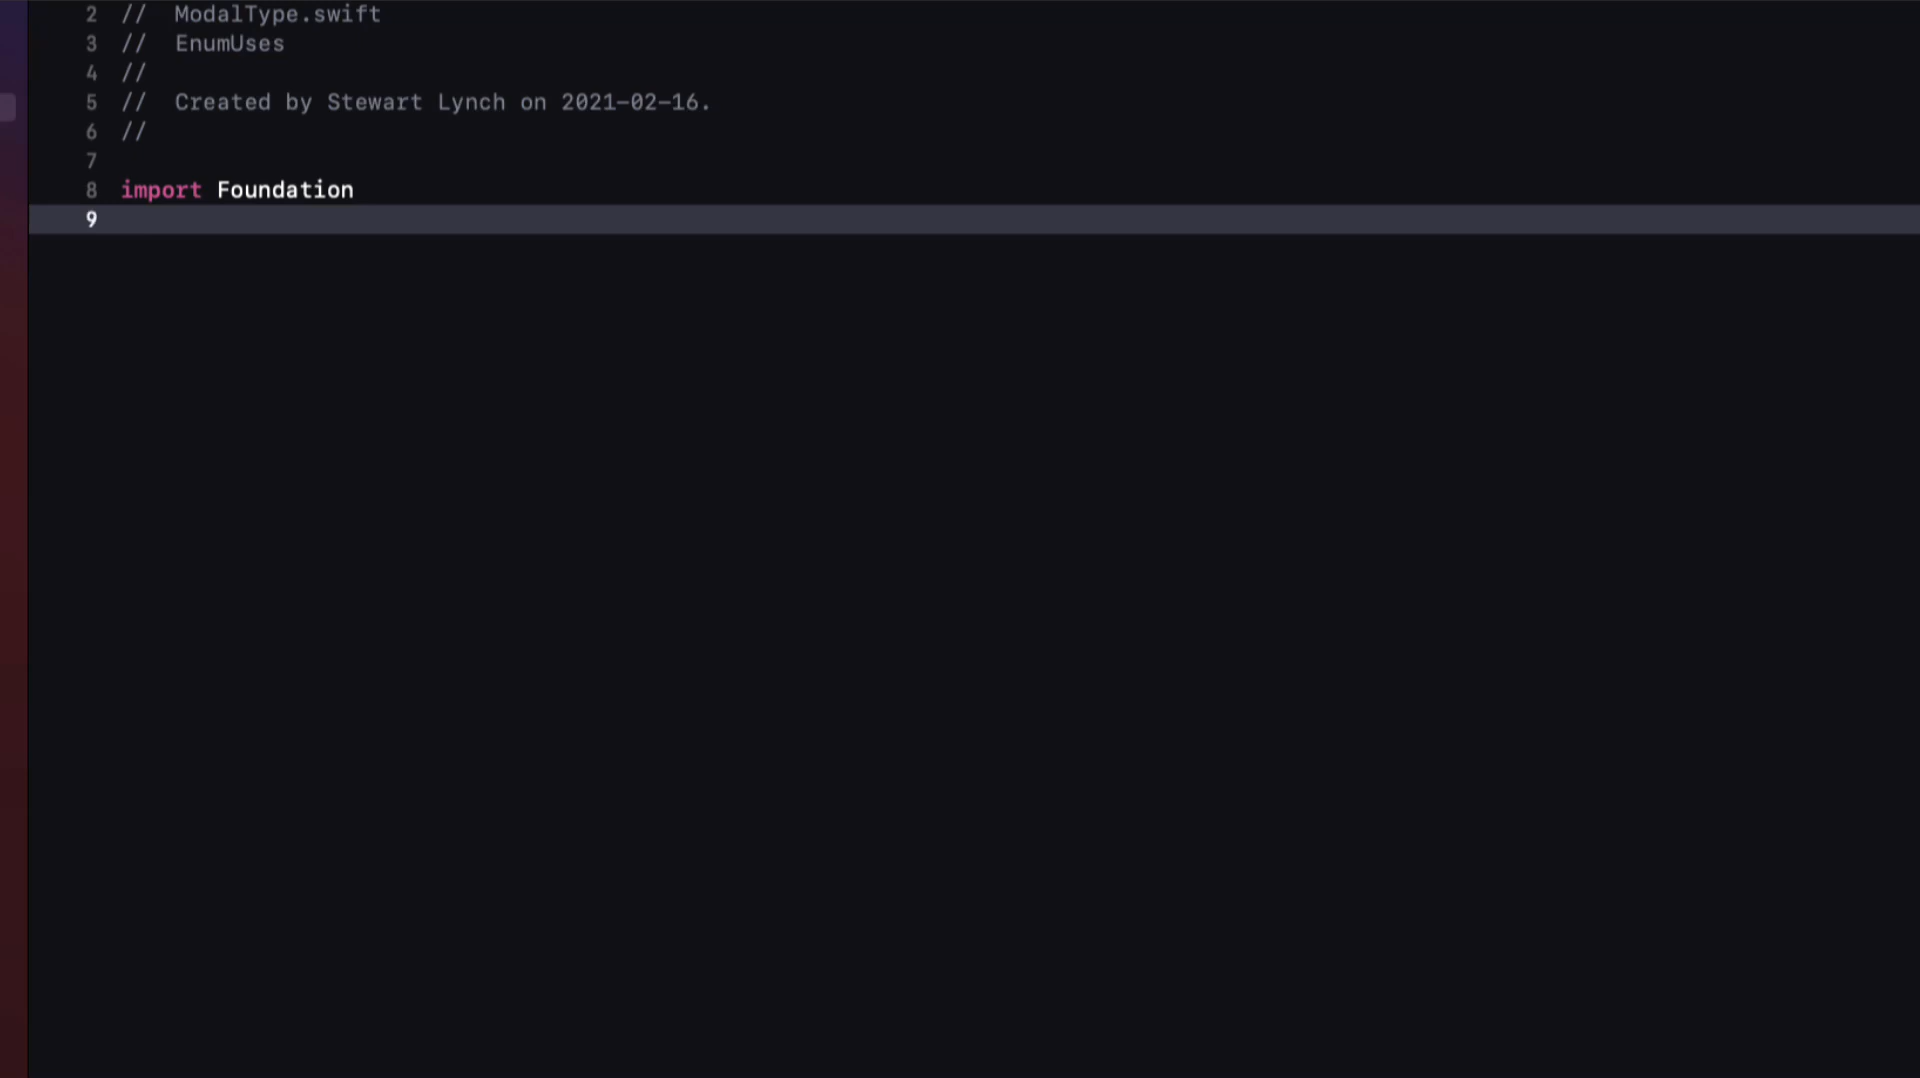 2 //  ModalType.swift
3 //  EnumUses
4 //
5 //  Created by Stewart Lynch on 2021-02-16.
6 //
7
8 import Foundation
9